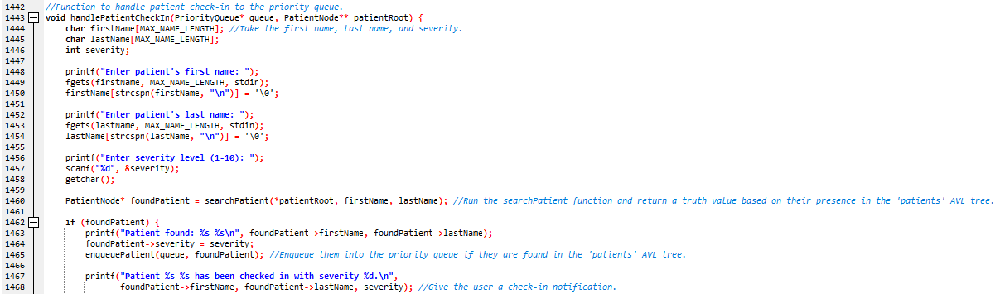 1442 //Function to handle patient check-in to the priority queue.
1443 void handlePatientCheckIn(PriorityQueue* queue, PatientNode** patientRoot) {
1444 char firstName[MAX_NAME_LENGTH]; //Take the first name, last name, and severity.
1445 char lastName[MAX_NAME_LENGTH];
1446 int severity;
1447
1448 printf("Enter patient's first name: ");
1449 fgets(firstName, MAX_NAME_LENGTH, stdin);
1450 firstName[strcspn(firstName, "\n")] = '\0';
1451
1452 printf("Enter patient's last name: ");
1453 fgets(lastName, MAX_NAME_LENGTH, stdin);
1454 lastName[strcspn(lastName, "\n")] = '\0';
1455
1456 printf("Enter severity level (1-10): ");
1457 scanf("%d", &severity);
1458 getchar();
1459
1460 PatientNode* foundPatient = searchPatient(*patientRoot, firstName, lastName); //Run the searchPatient function and return a truth value based on their presence in the 'patients' AVL tree.
1461
1462 if (foundPatient) {
1463 printf("Patient found: %s %s\n", foundPatient->firstName, foundPatient->lastName);
1464 foundPatient->severity = severity;
1465 enqueuePatient(queue, foundPatient); //Enqueue them into the priority queue if they are found in the 'patients' AVL tree.
1466
1467 printf("Patient %s %s has been checked in with severity %d.\n",
1468 foundPatient->firstName, foundPatient->lastName, severity); //Give the user a check-in notification.